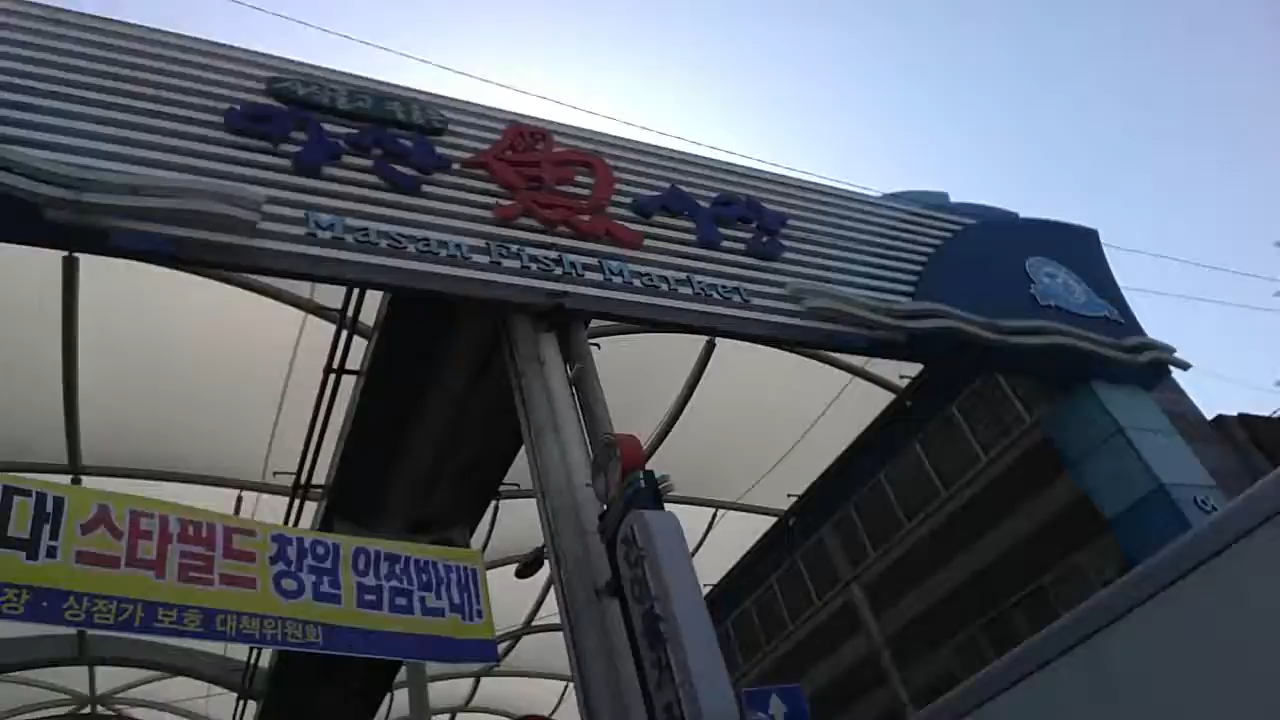 마산魚시장
Masan Fish Market
다! 스타필드 창원 입점반대!
장 · 상점가 보호 대책위원회